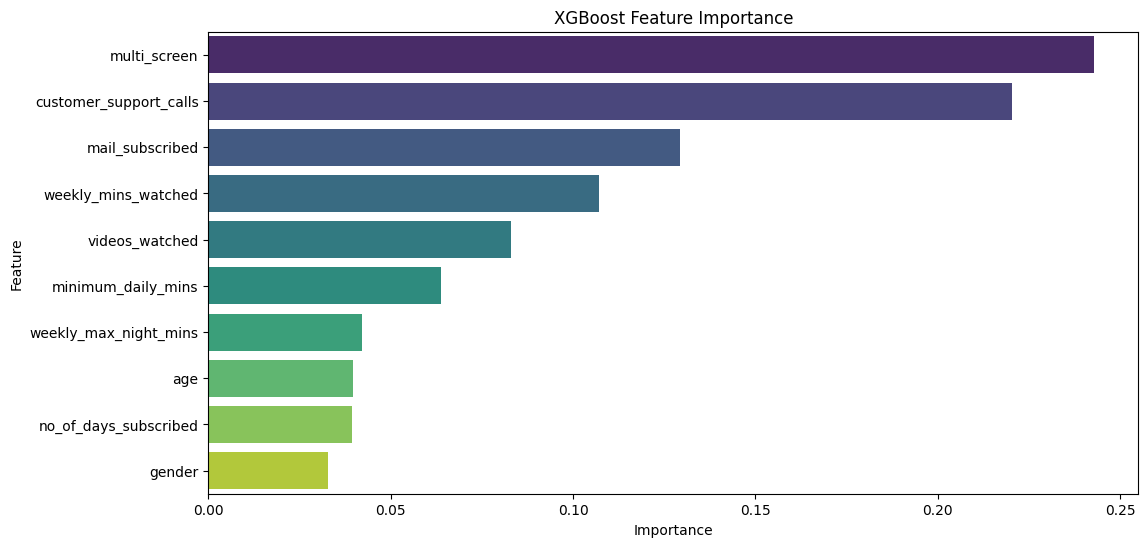 XGBoost Feature Importance
multi_screen
customer_support_calls
mail_subscribed
weekly_mins_watched
videos_watched
minimum_daily_mins
weekly_max_night_mins
age
no_of_days_subscribed
gender
Feature
0.00 0.05 0.10 0.15 0.20 0.25
Importance